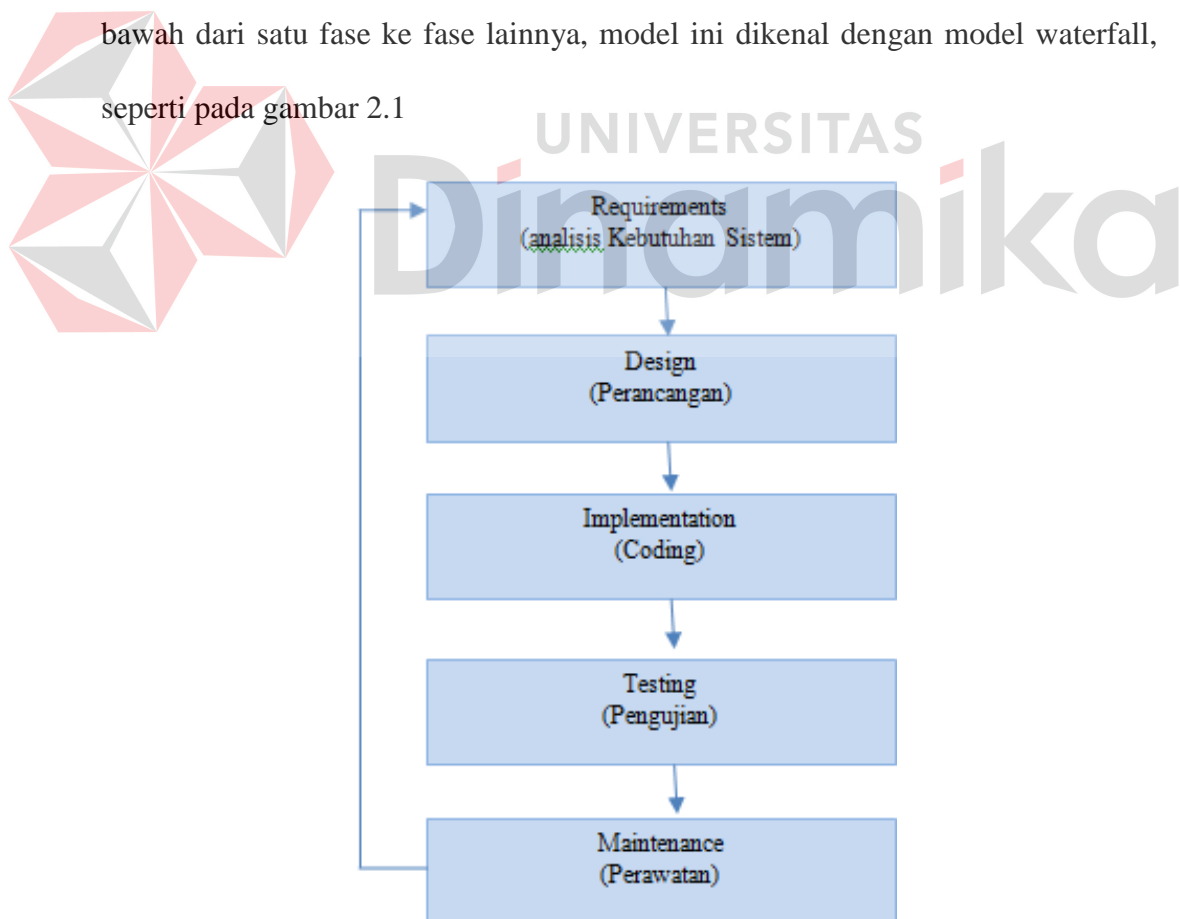 bawah dari satu fase ke fase lainnya, model ini dikenal dengan model waterfall,
seperti pada gambar 2.1
UNIVERSITAS
Dinamika
Requirements
(analisis Kebutuhan Sistem)
Design
(Perancangan)
Implementation
(Coding)
Testing
(Pengujian)
Maintenance
(Perawatan)